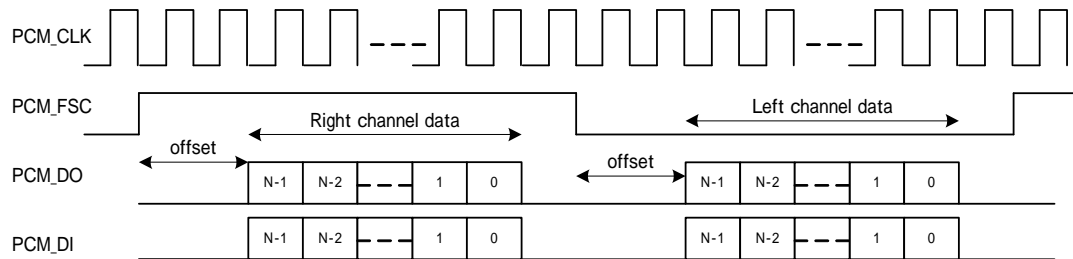 PCM_CLK
PCM_FSC
Right channel data
Left channel data
offset
offset
PCM_DO
N-1 N-2 1 0 N-1 N-2 1 0
PCM_DI
N-1 N-2 1 0 N-1 N-2 1 0